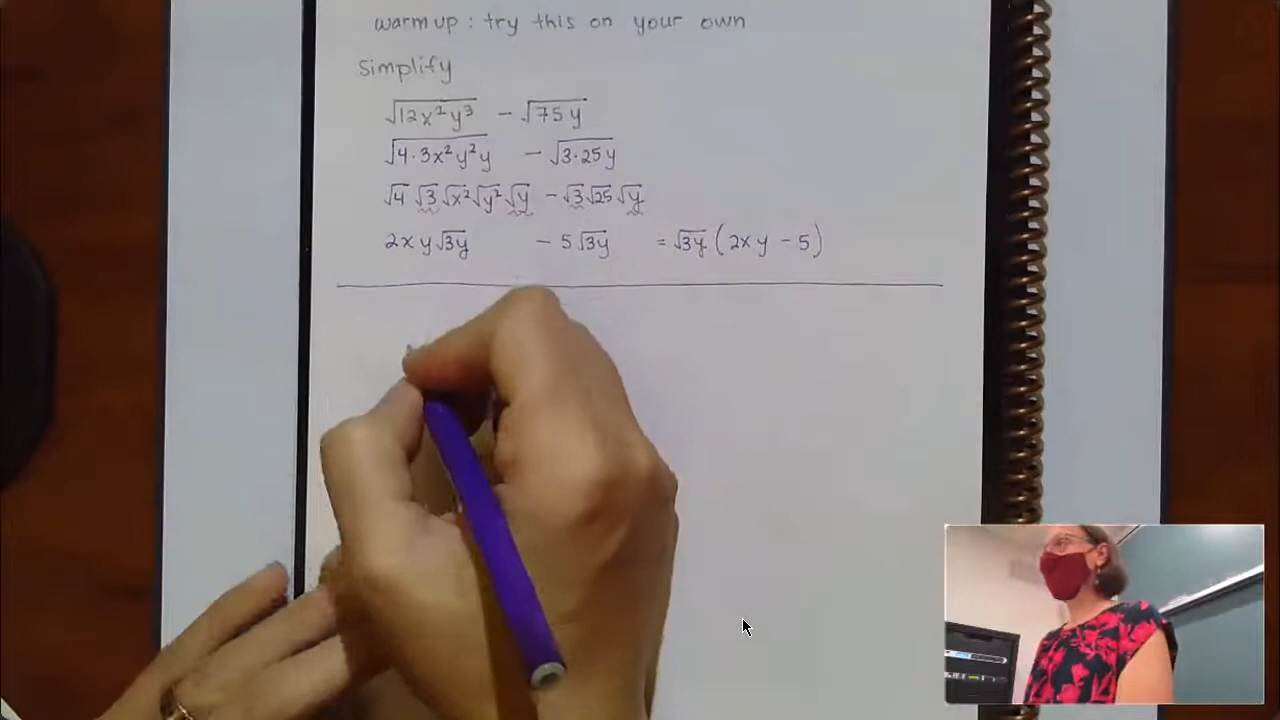 warm up : try this on your own
Simplify
√12x²y³ - √75y
√4·3x²y²y - √3·25y
√4 √3 √x² √y² √y - √3 √25 √y
2xy√3y - 5√3y = √3y (2xy - 5)